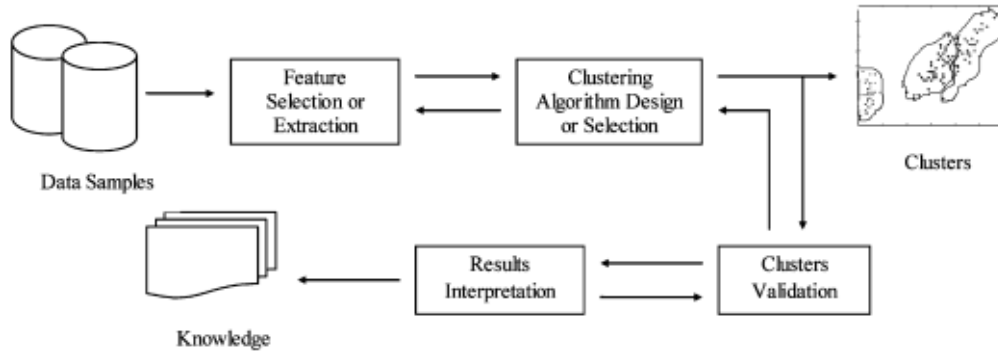 Data Samples
Feature
Selection or
Extraction
Clustering
Algorithm Design
or Selection
Clusters
Clusters
Validation
Results
Interpretation
Knowledge